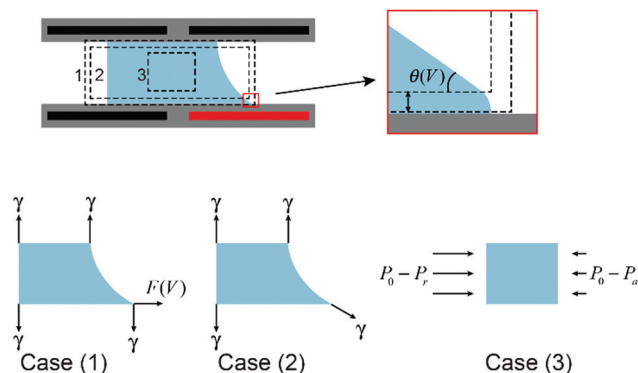 1 2 3
θ(V)
γ γ γ γ
F(V)
P₀ − Pᵣ P₀ − Pₐ
γ γ γ γ
Case (1) Case (2) Case (3)